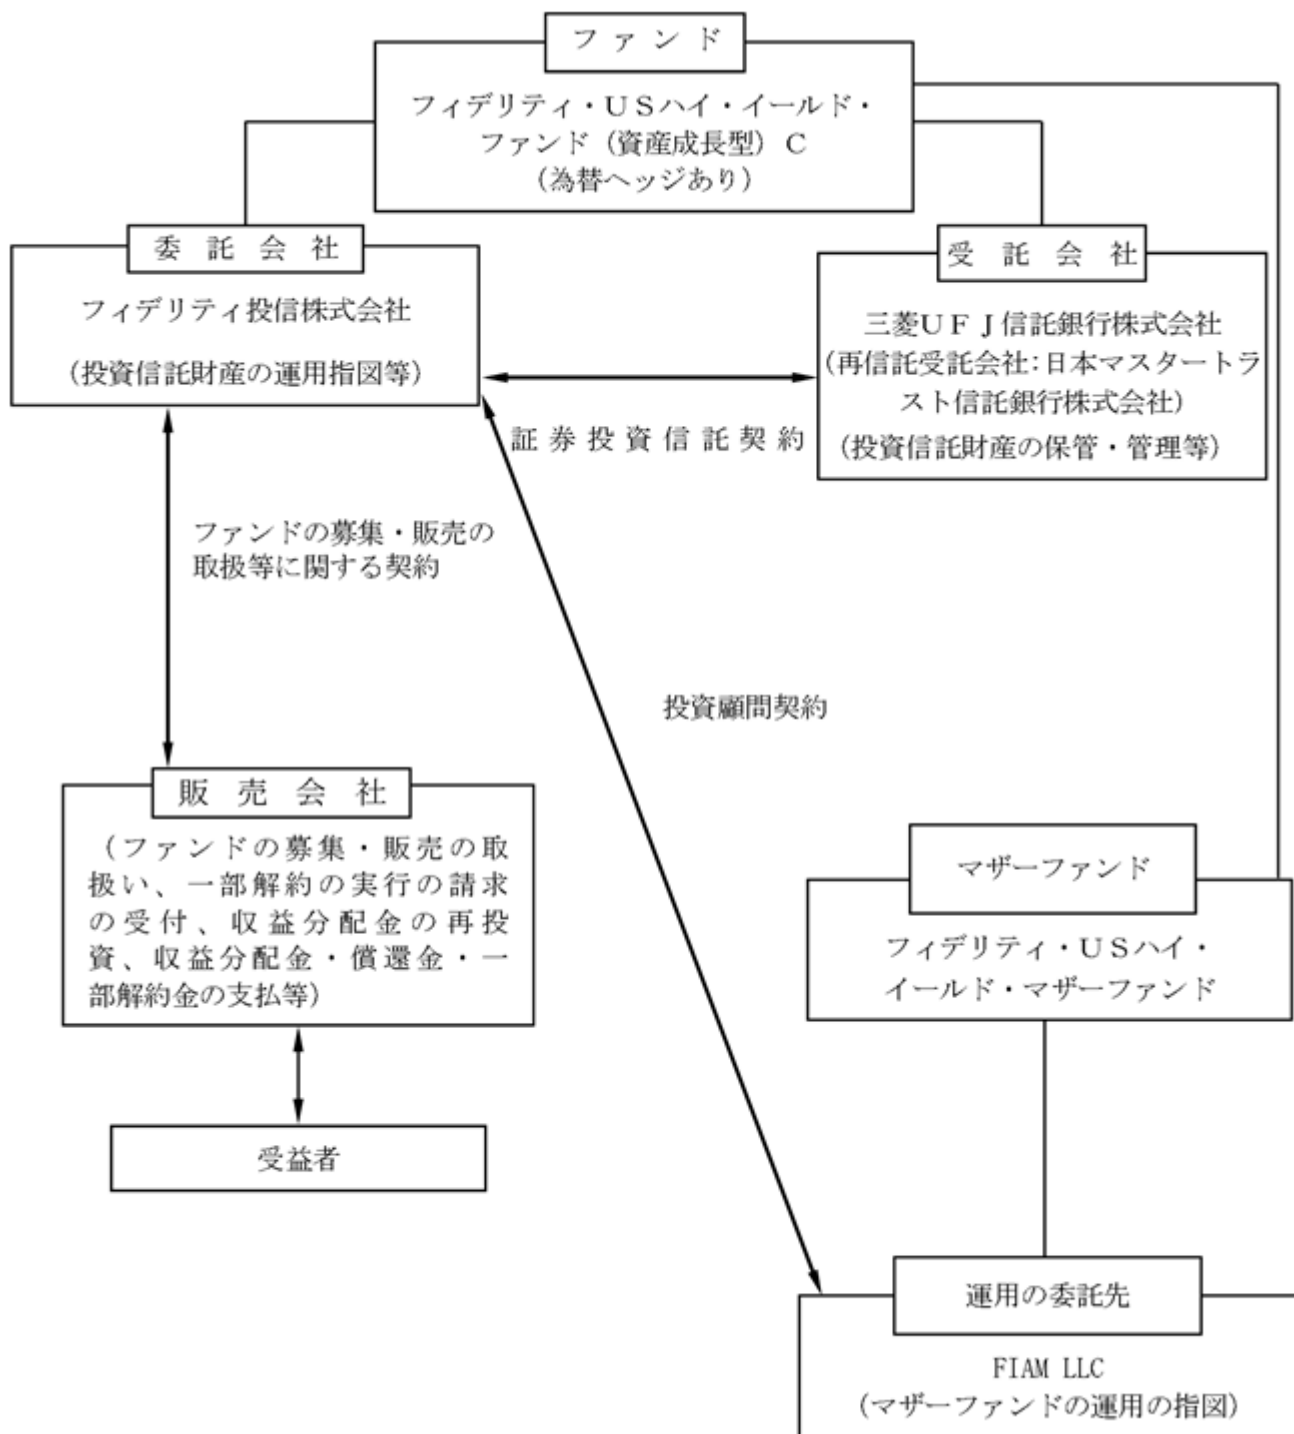 ファンド
フィデリティ・ＵＳハイ・イールド・
ファンド（資産成長型）Ｃ
（為替ヘッジあり）
委託会社
フィデリティ投信株式会社
（投資信託財産の運用指図等）
受託会社
三菱ＵＦＪ信託銀行株式会社
（再信託受託会社：日本マスタートラ
スト信託銀行株式会社）
（投資信託財産の保管・管理等）
証券投資信託契約
ファンドの募集・販売の
取扱等に関する契約
投資顧問契約
販売会社
（ファンドの募集・販売の取
扱い、一部解約の実行の請求
の受付、収益分配金の再投
資、収益分配金・償還金・一
部解約金の支払等）
マザーファンド
フィデリティ・ＵＳハイ・
イールド・マザーファンド
受益者
運用の委託先
FIAM LLC
（マザーファンドの運用の指図）